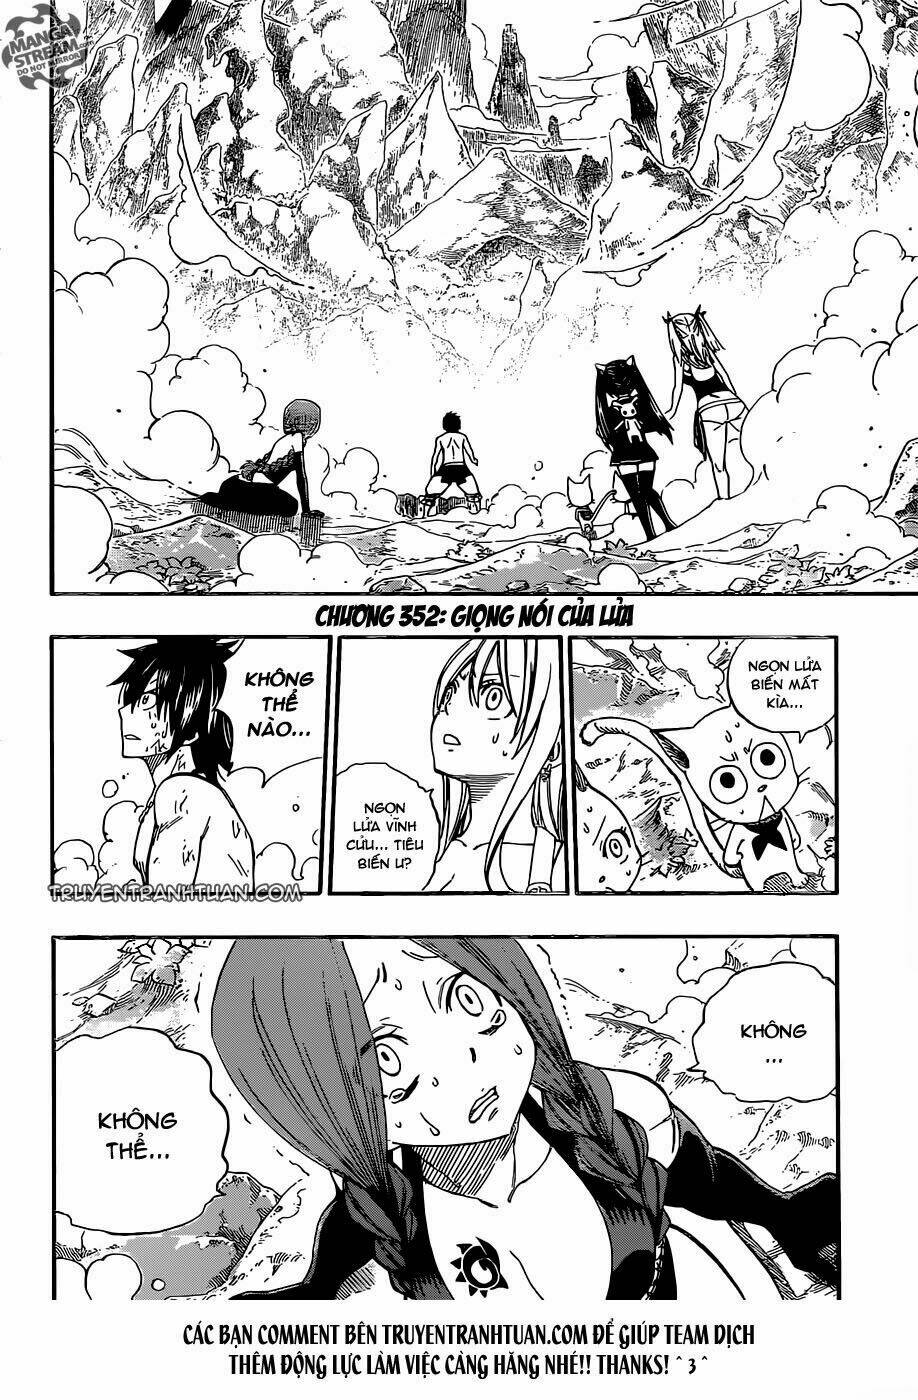 MANGA
STREAM
DO NOT MIRROR
CHƯƠNG 352: GIỌNG NÓI CỦA LỬA
NGỌN LỬA
BIẾN MẤT
KÌA...
NGỌN
LỬA VĨNH
CỬU... TIÊU
BIẾN Ư?
KHÔNG
THỂ
NÀO...
TRUYENTRANHTUAN.COM
KHÔNG
...
KHÔNG
THỂ...
CÁC BẠN COMMENT BÊN TRUYENTRANHTUAN.COM ĐỂ GIÚP TEAM DỊCH
THÊM ĐỘNG LỰC LÀM VIỆC CÀNG HĂNG NHÉ!! THANKS! ^ 3 ^